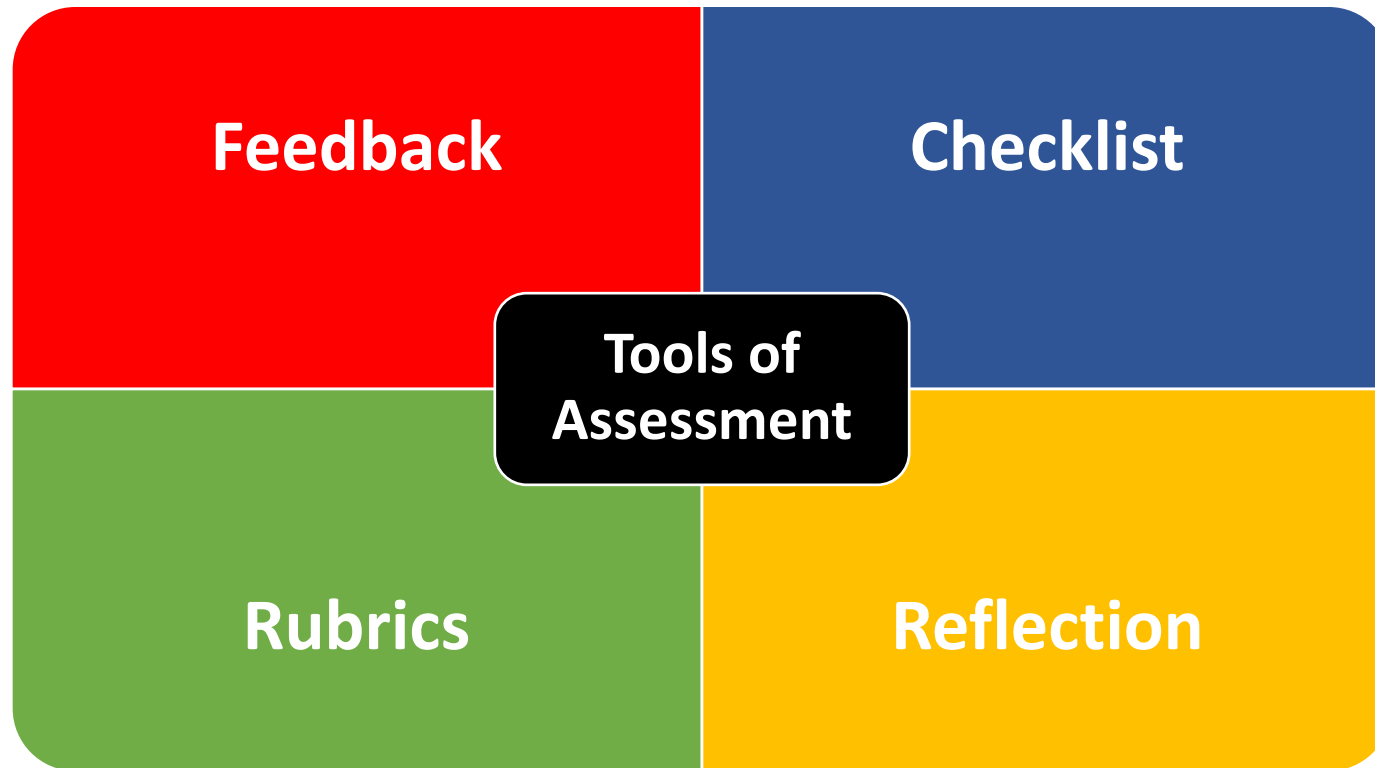 Feedback
Checklist
Tools of
Assessment
Rubrics
Reflection